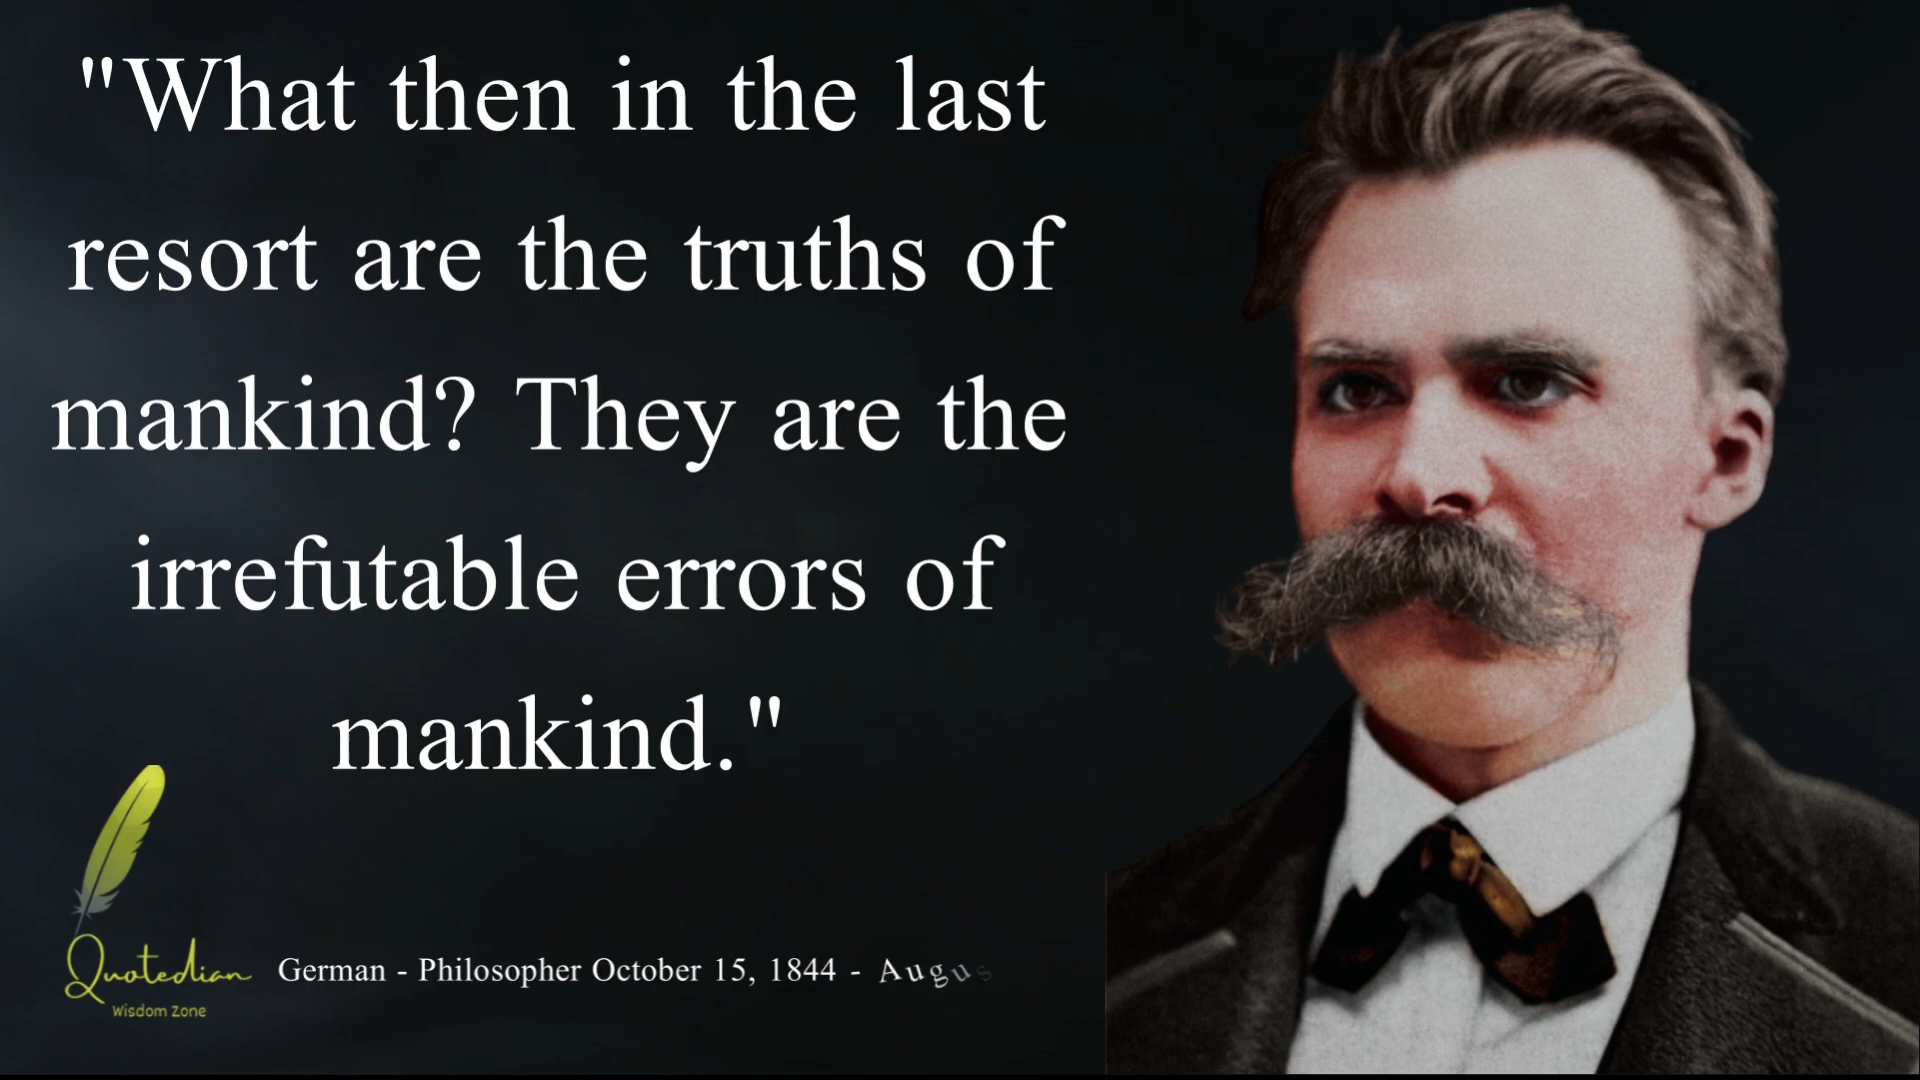 "What then in the last
resort are the truths of
mankind? They are the
irrefutable errors of
mankind."
Quotedian
Wisdom Zone
German - Philosopher October 15, 1844 - Augus